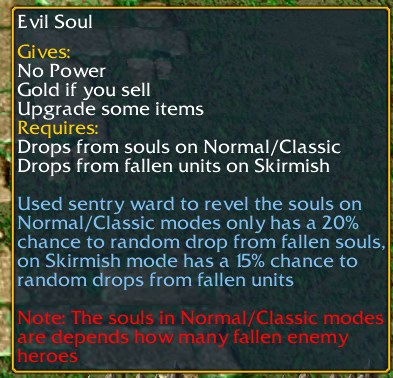 Evil Soul
Gives:
No Power
Gold if you sell
Upgrade some items
Requires:
Drops from souls on Normal/Classic
Drops from fallen units on Skirmish
Used sentry ward to revel the souls on
Normal/Classic modes only has a 20%
chance to random drop from fallen souls,
on Skirmish mode has a 15% chance to
random drops from fallen units
Note: The souls in Normal/Classic modes
are depends how many fallen enemy
heroes